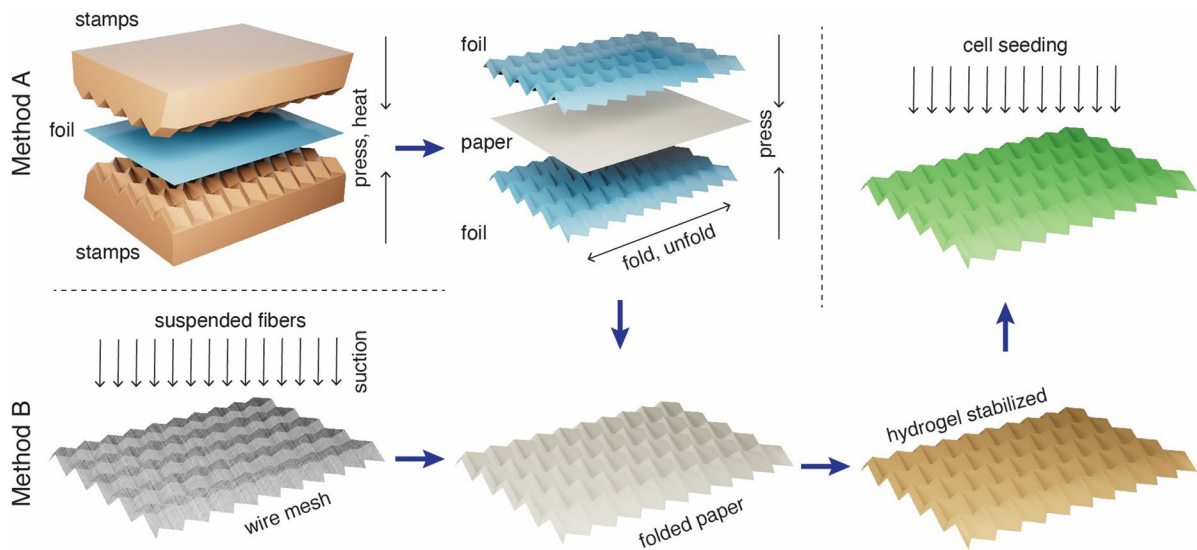 Method A
stamps
foil
stamps
press, heat
foil
paper
foil
fold, unfold
press
cell seeding
Method B
suspended fibers
suction
wire mesh
folded paper
hydrogel stabilized